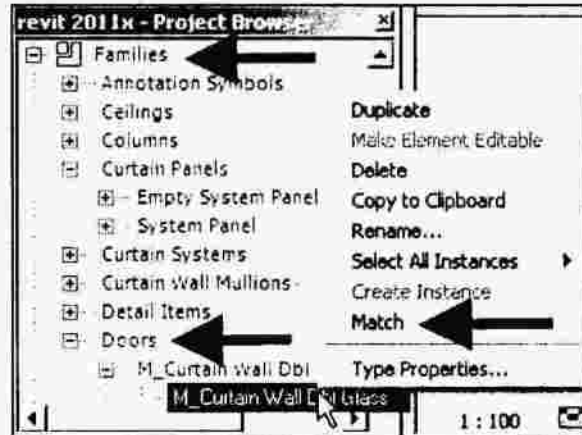 revit 2011x - Project Browser
Families
Annotation Symbols
Ceilings
Columns
Curtain Panels
Empty System Panel
System Panel
Curtain Systems
Curtain Wall Mullions
Detail Items
Doors
M_Curtain Wall Dbl
M_Curtain Wall Dbl Glass
Duplicate
Make Element Editable
Delete
Copy to Clipboard
Rename...
Select All Instances
Create Instance
Match
Type Properties...
1 : 100